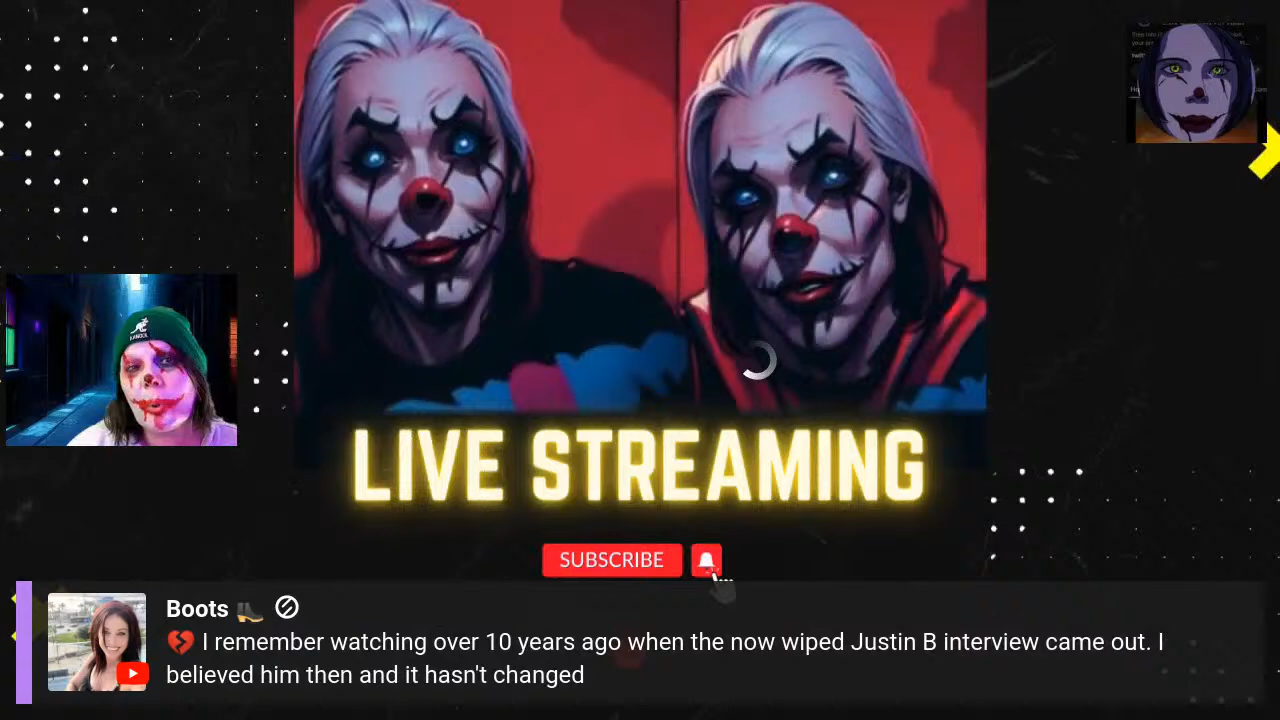 KANGOL
LIVE STREAMING
SUBSCRIBE
Boots 👢
💔 I remember watching over 10 years ago when the now wiped Justin B interview came out. I
believed him then and it hasn't changed